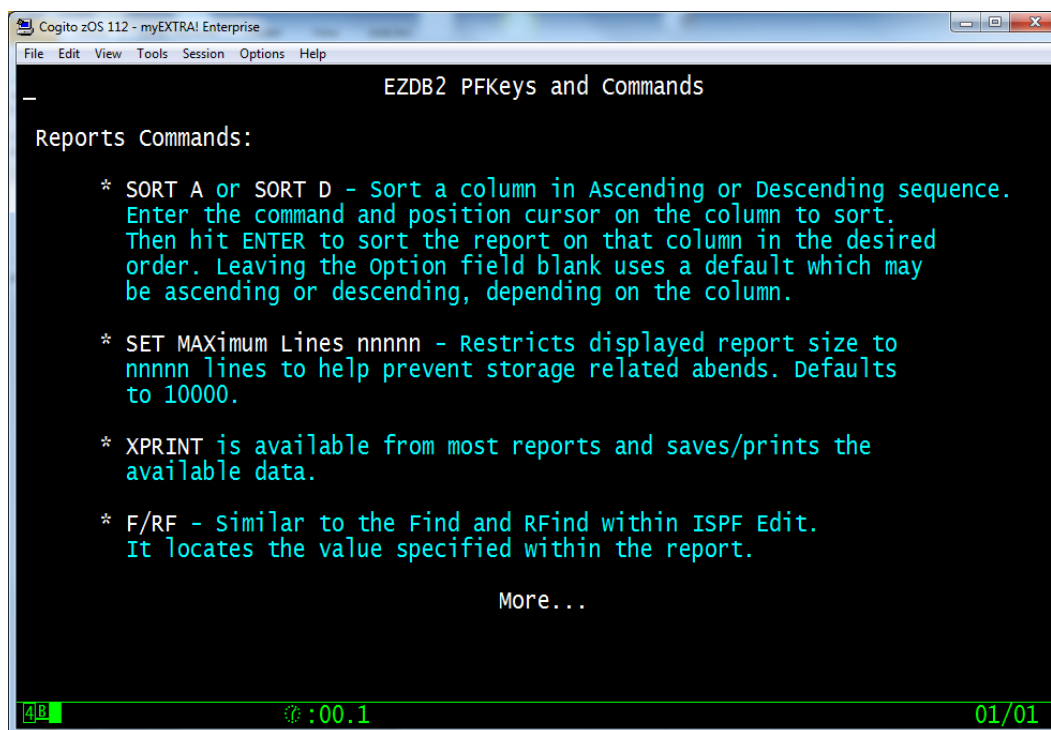 Cogito zOS 112 - myEXTRA! Enterprise
File Edit View Tools Session Options Help
EZDB2 PFKeys and Commands
Reports Commands:
* SORT A or SORT D - Sort a column in Ascending or Descending sequence.
Enter the command and position cursor on the column to sort.
Then hit ENTER to sort the report on that column in the desired
order. Leaving the Option field blank uses a default which may
be ascending or descending, depending on the column.
* SET MAXimum Lines nnnnn - Restricts displayed report size to
nnnnn lines to help prevent storage related abends. Defaults
to 10000.
* XPRINT is available from most reports and saves/prints the
available data.
* F/RF - Similar to the Find and RFind within ISPF Edit.
It locates the value specified within the report.
More...
4B :00.1 01/01